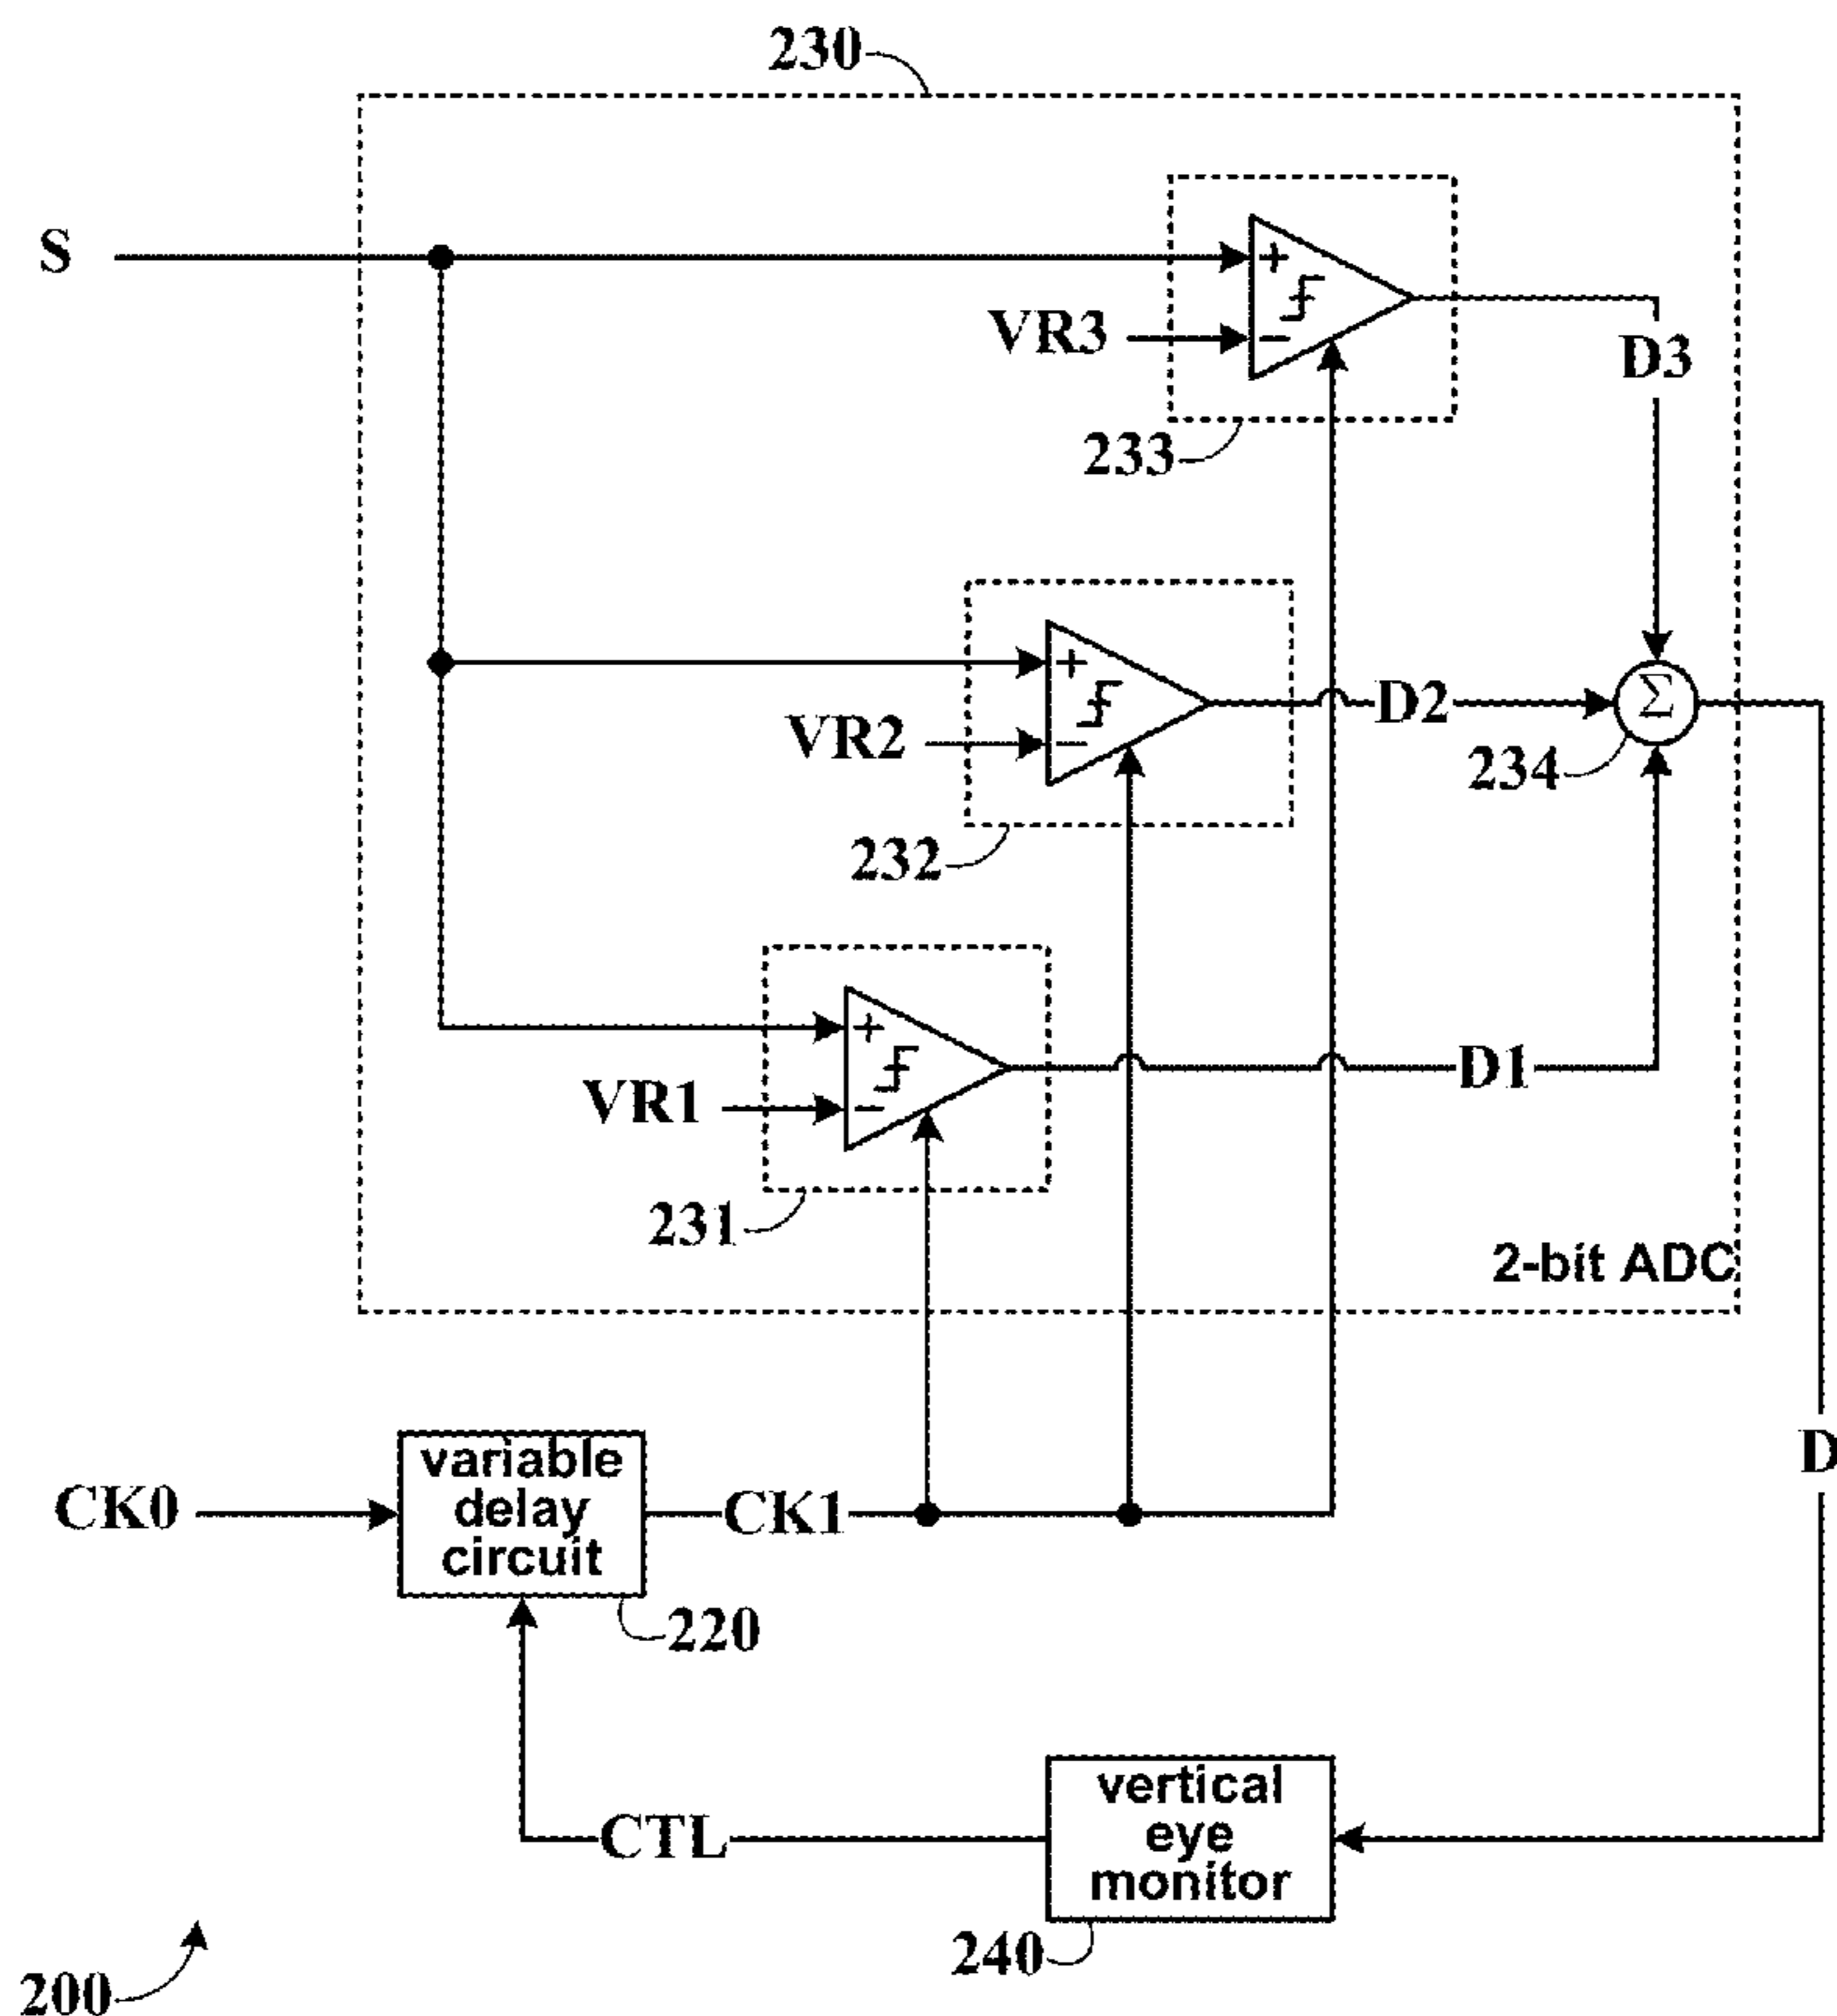 230
S
+
VR3
−
D3
233
+
VR2
−
D2
Σ
234
232
+
VR1
−
D1
231
2-bit ADC
variable
delay
circuit
CK0
CK1
D
220
vertical
eye
monitor
CTL
240
200